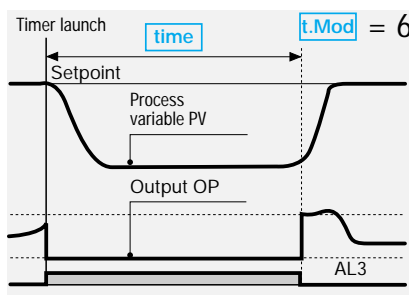 Timer launch
time
t.Mod = 6
Setpoint
Process
variable PV
Output OP
AL3